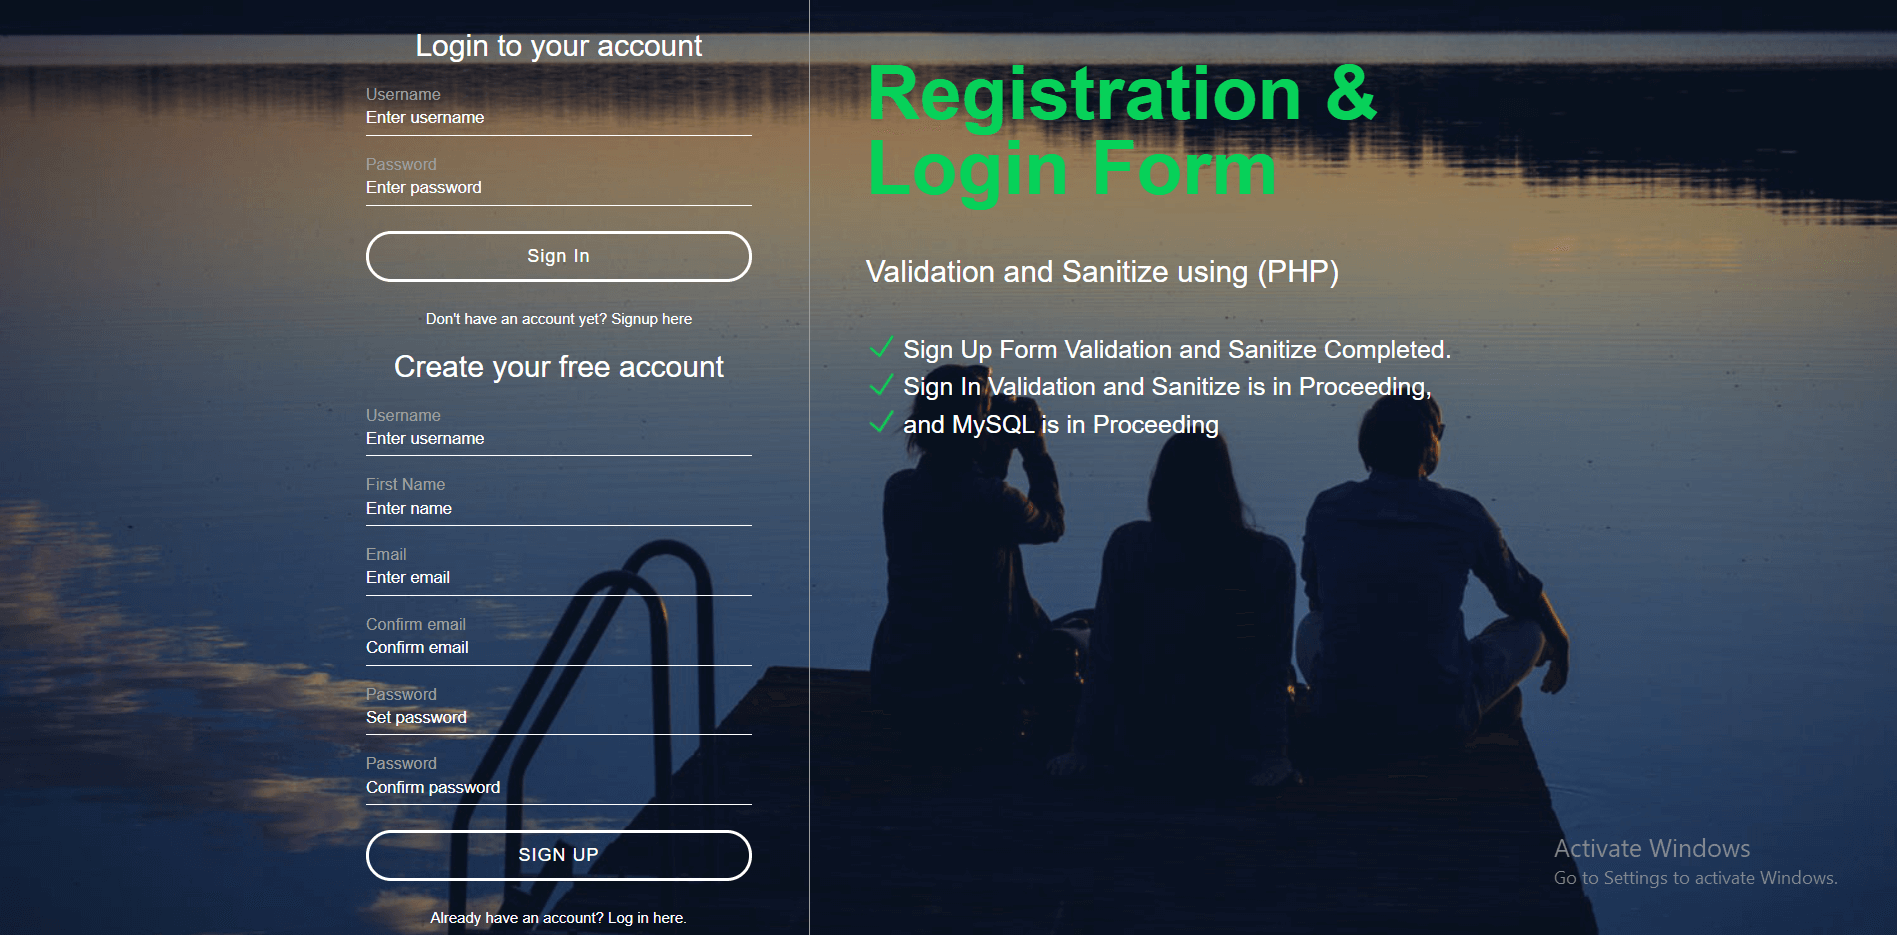 Login to your account
Username
Enter username
Password
Enter password
Sign In
Don't have an account yet? Signup here
Create your free account
Username
Enter username
First Name
Enter name
Email
Enter email
Confirm email
Confirm email
Password
Set password
Password
Confirm password
SIGN UP
Already have an account? Log in here.
Registration &
Login Form
Validation and Sanitize using (PHP)
Sign Up Form Validation and Sanitize Completed.
Sign In Validation and Sanitize is in Proceeding,
and MySQL is in Proceeding
Activate Windows
Go to Settings to activate Windows.